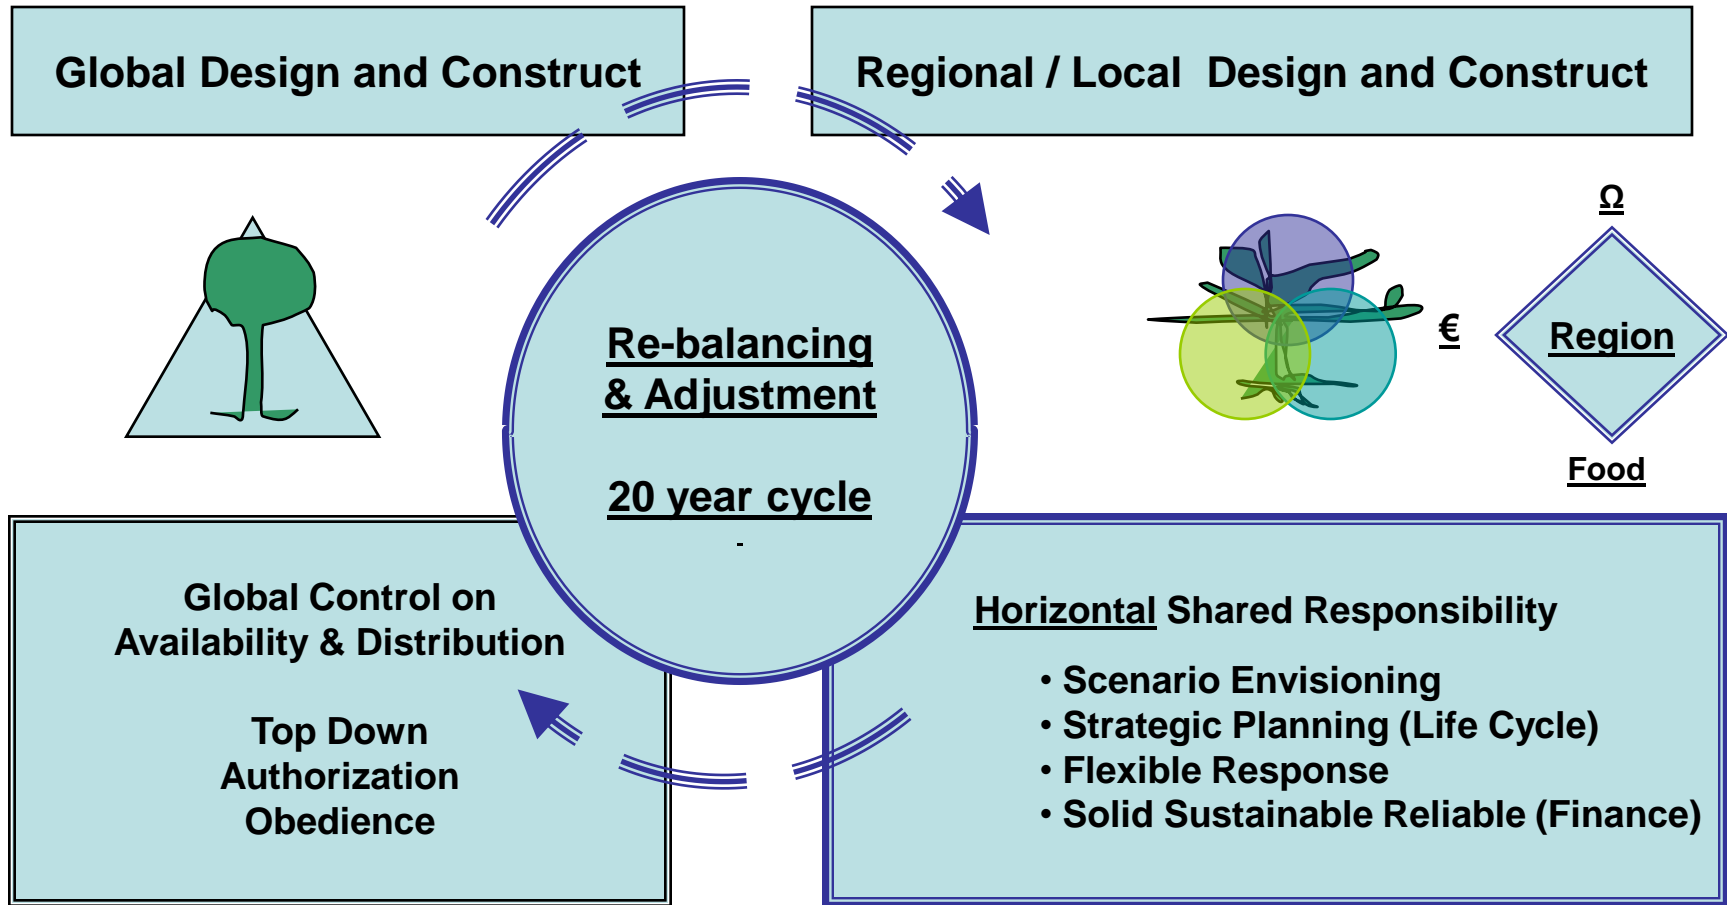 Global Design and Construct
Regional / Local Design and Construct
Re-balancing
& Adjustment
20 year cycle
-
Ω
€
Region
Food
Global Control on
Availability & Distribution
Top Down
Authorization
Obedience
Horizontal Shared Responsibility
• Scenario Envisioning
• Strategic Planning (Life Cycle)
• Flexible Response
• Solid Sustainable Reliable (Finance)